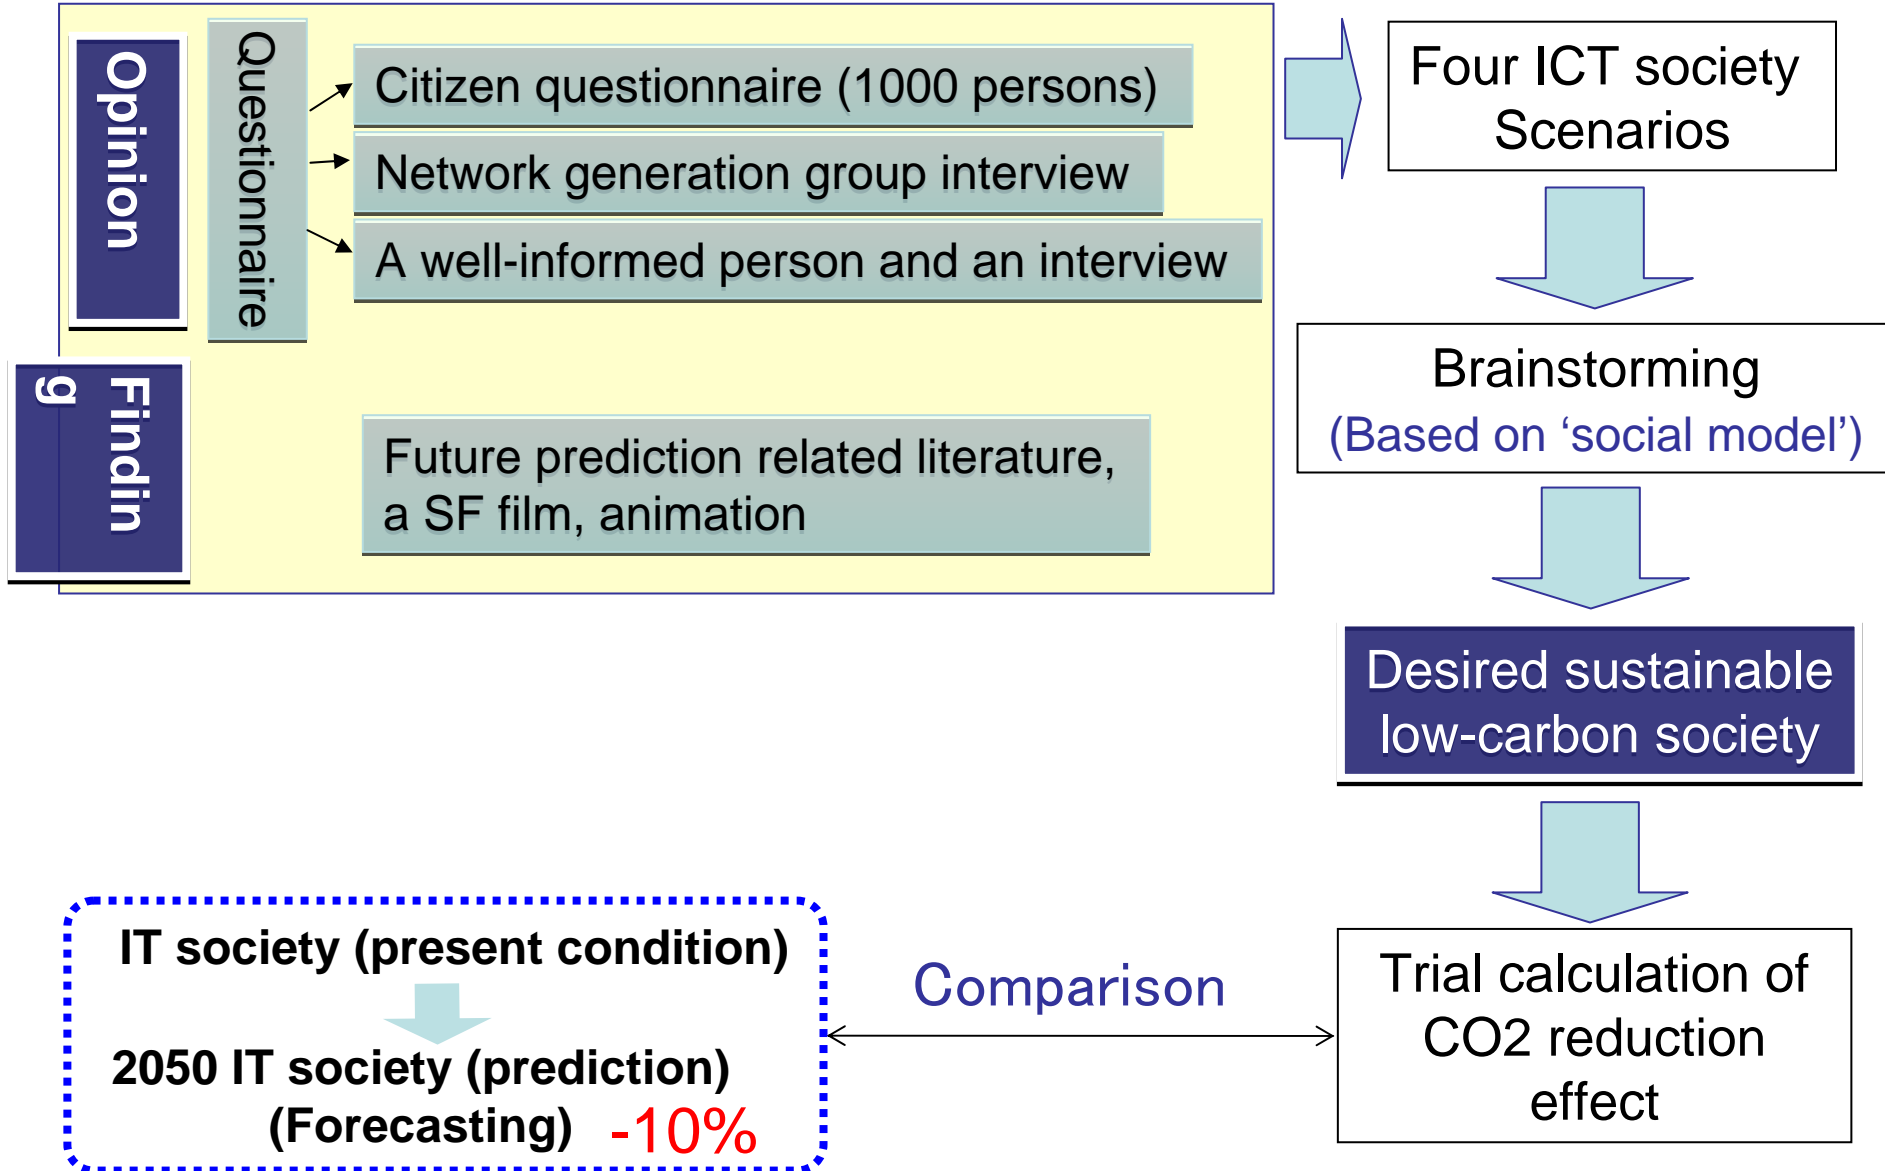 Opinion
Questionnaire
Citizen questionnaire (1000 persons)
Network generation group interview
A well-informed person and an interview
Findin
g
Future prediction related literature,
a SF film, animation
Four ICT society
Scenarios
Brainstorming
(Based on ‘social model’)
Desired sustainable
low-carbon society
Trial calculation of
CO2 reduction
effect
Comparison
IT society (present condition)
2050 IT society (prediction)
(Forecasting) -10%